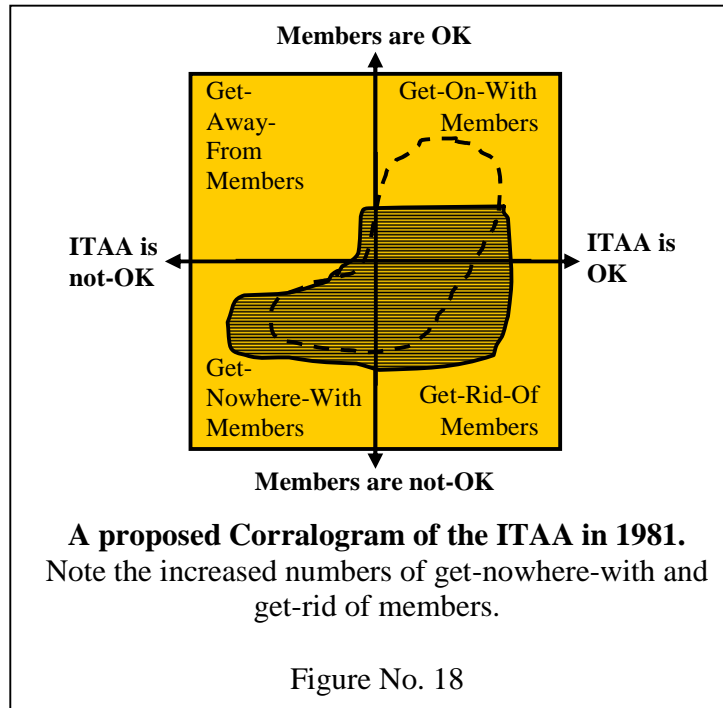 Members are OK
Get-
Away-
From
Members
Get-On-With
Members
ITAA is
not-OK
ITAA is
OK
Get-
Nowhere-With
Members
Get-Rid-Of
Members
Members are not-OK
A proposed Corralogram of the ITAA in 1981.
Note the increased numbers of get-nowhere-with and
get-rid of members.
Figure No. 18